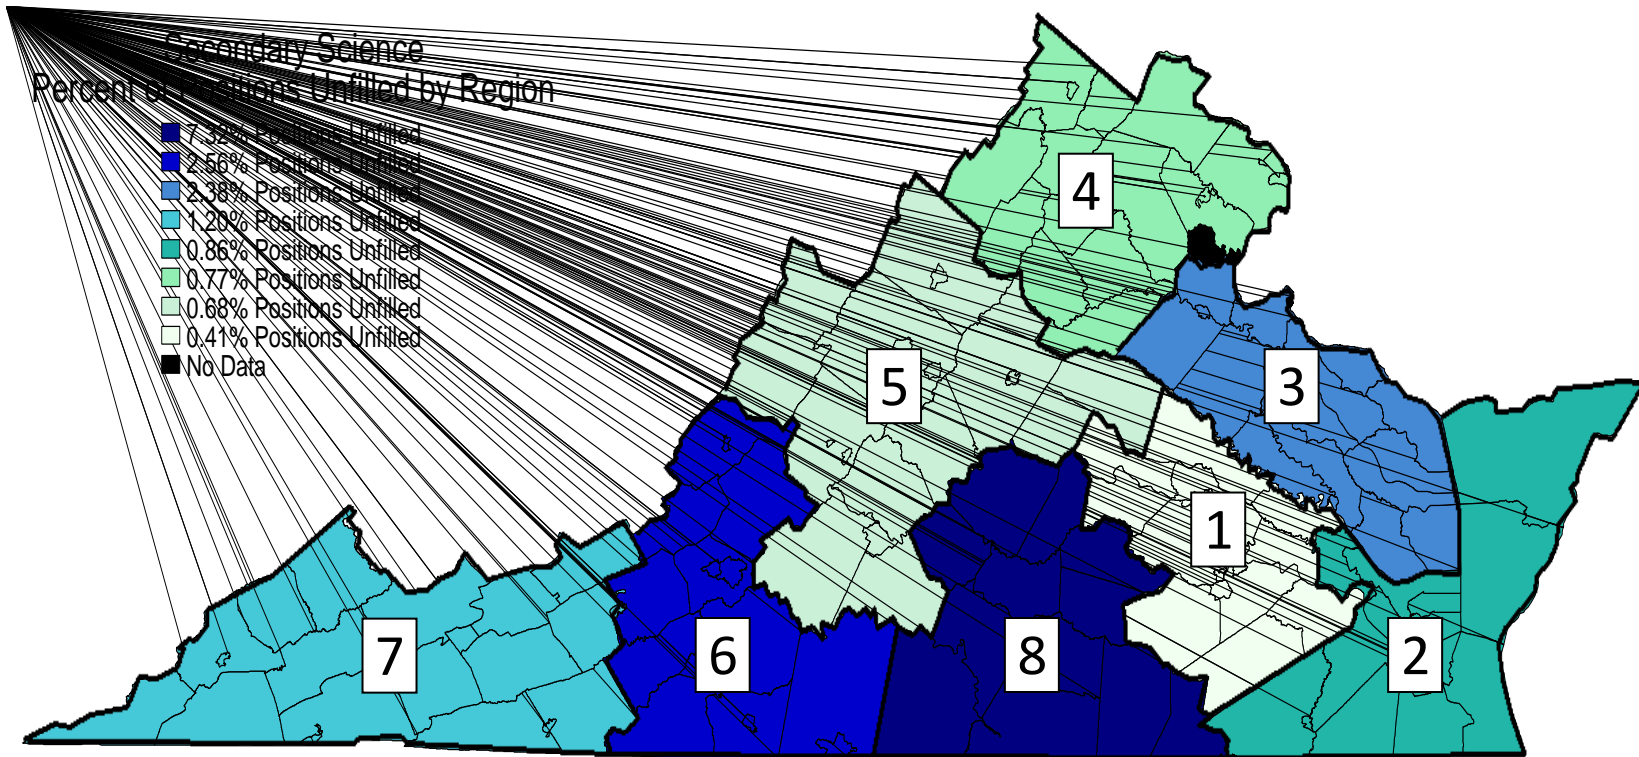 Secondary Science
Percent of Positions Unfilled by Region
7.32% Positions Unfilled
2.56% Positions Unfilled
2.38% Positions Unfilled
1.20% Positions Unfilled
0.86% Positions Unfilled
0.77% Positions Unfilled
0.68% Positions Unfilled
0.41% Positions Unfilled
No Data
4
5
3
1
7
6
8
2